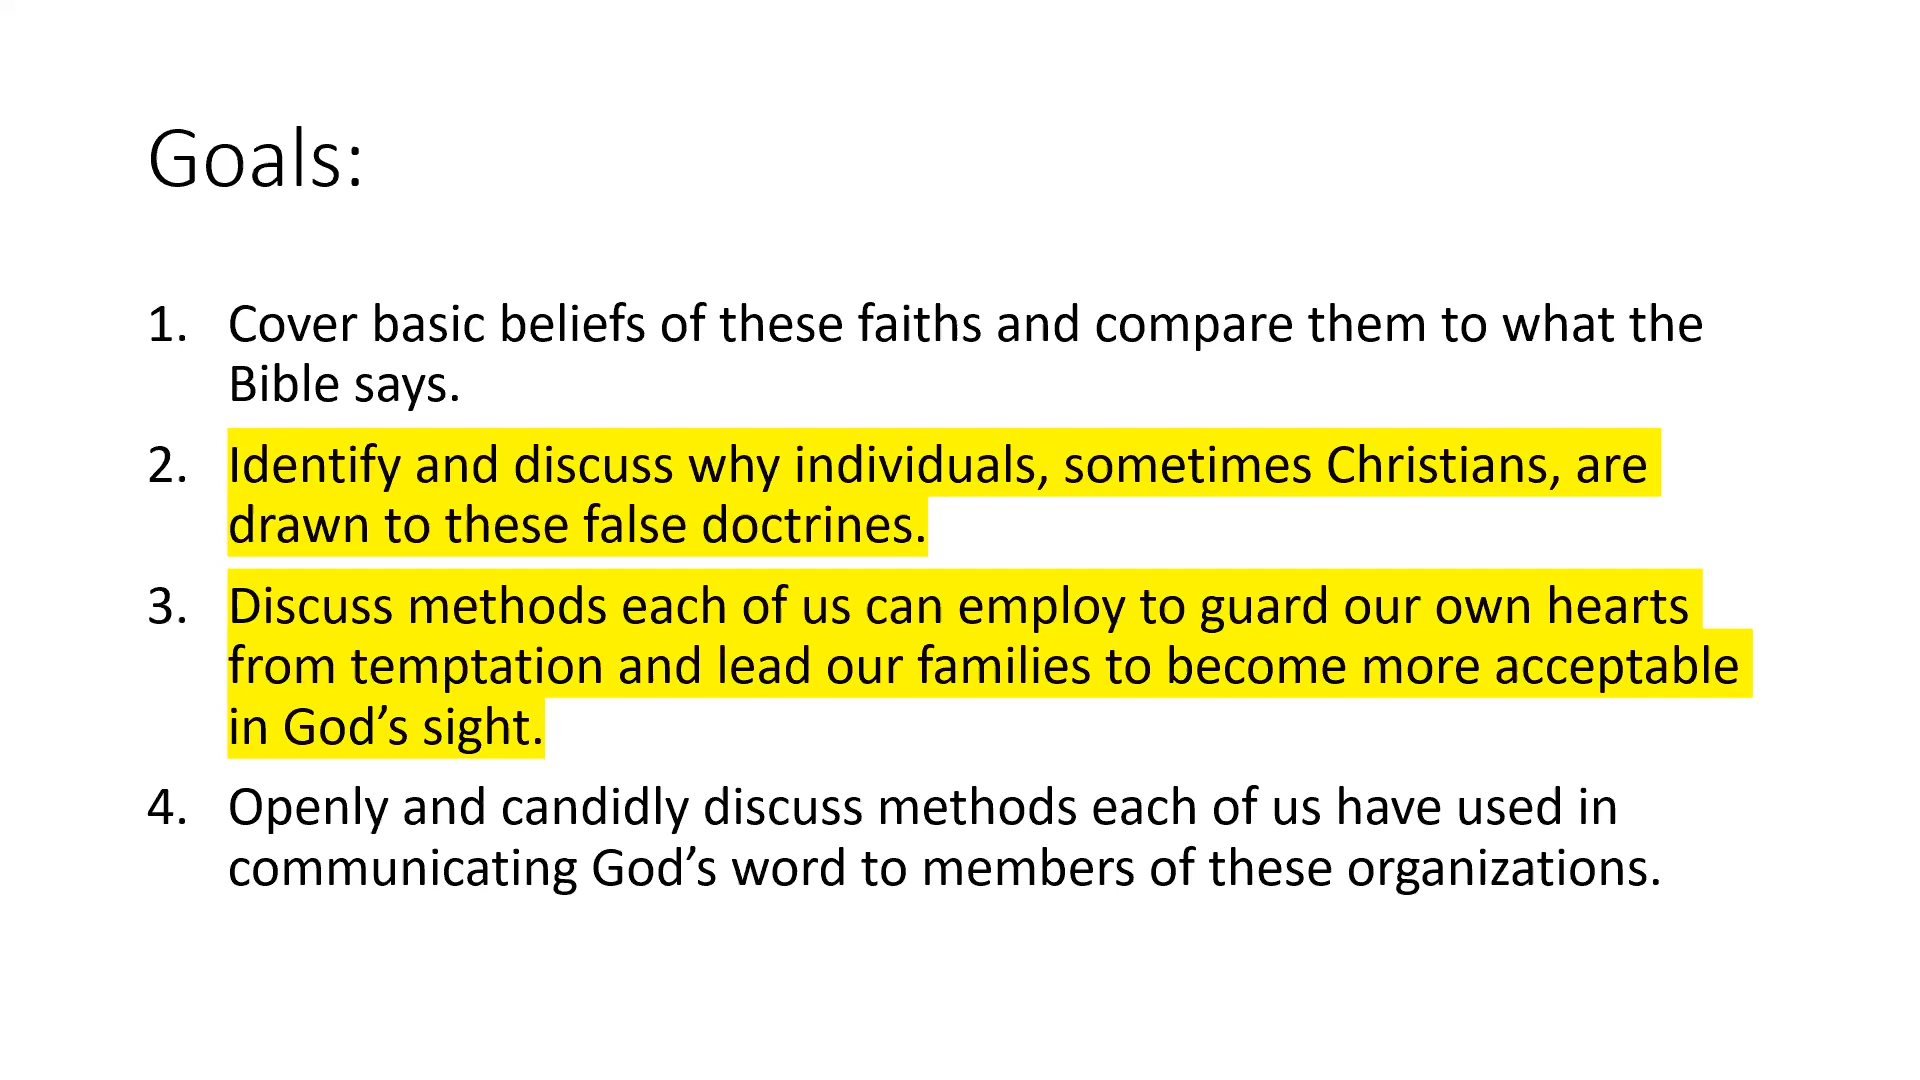 Goals:
1. Cover basic beliefs of these faiths and compare them to what the
Bible says.
2. Identify and discuss why individuals, sometimes Christians, are
drawn to these false doctrines.
3. Discuss methods each of us can employ to guard our own hearts
from temptation and lead our families to become more acceptable
in God’s sight.
4. Openly and candidly discuss methods each of us have used in
communicating God’s word to members of these organizations.